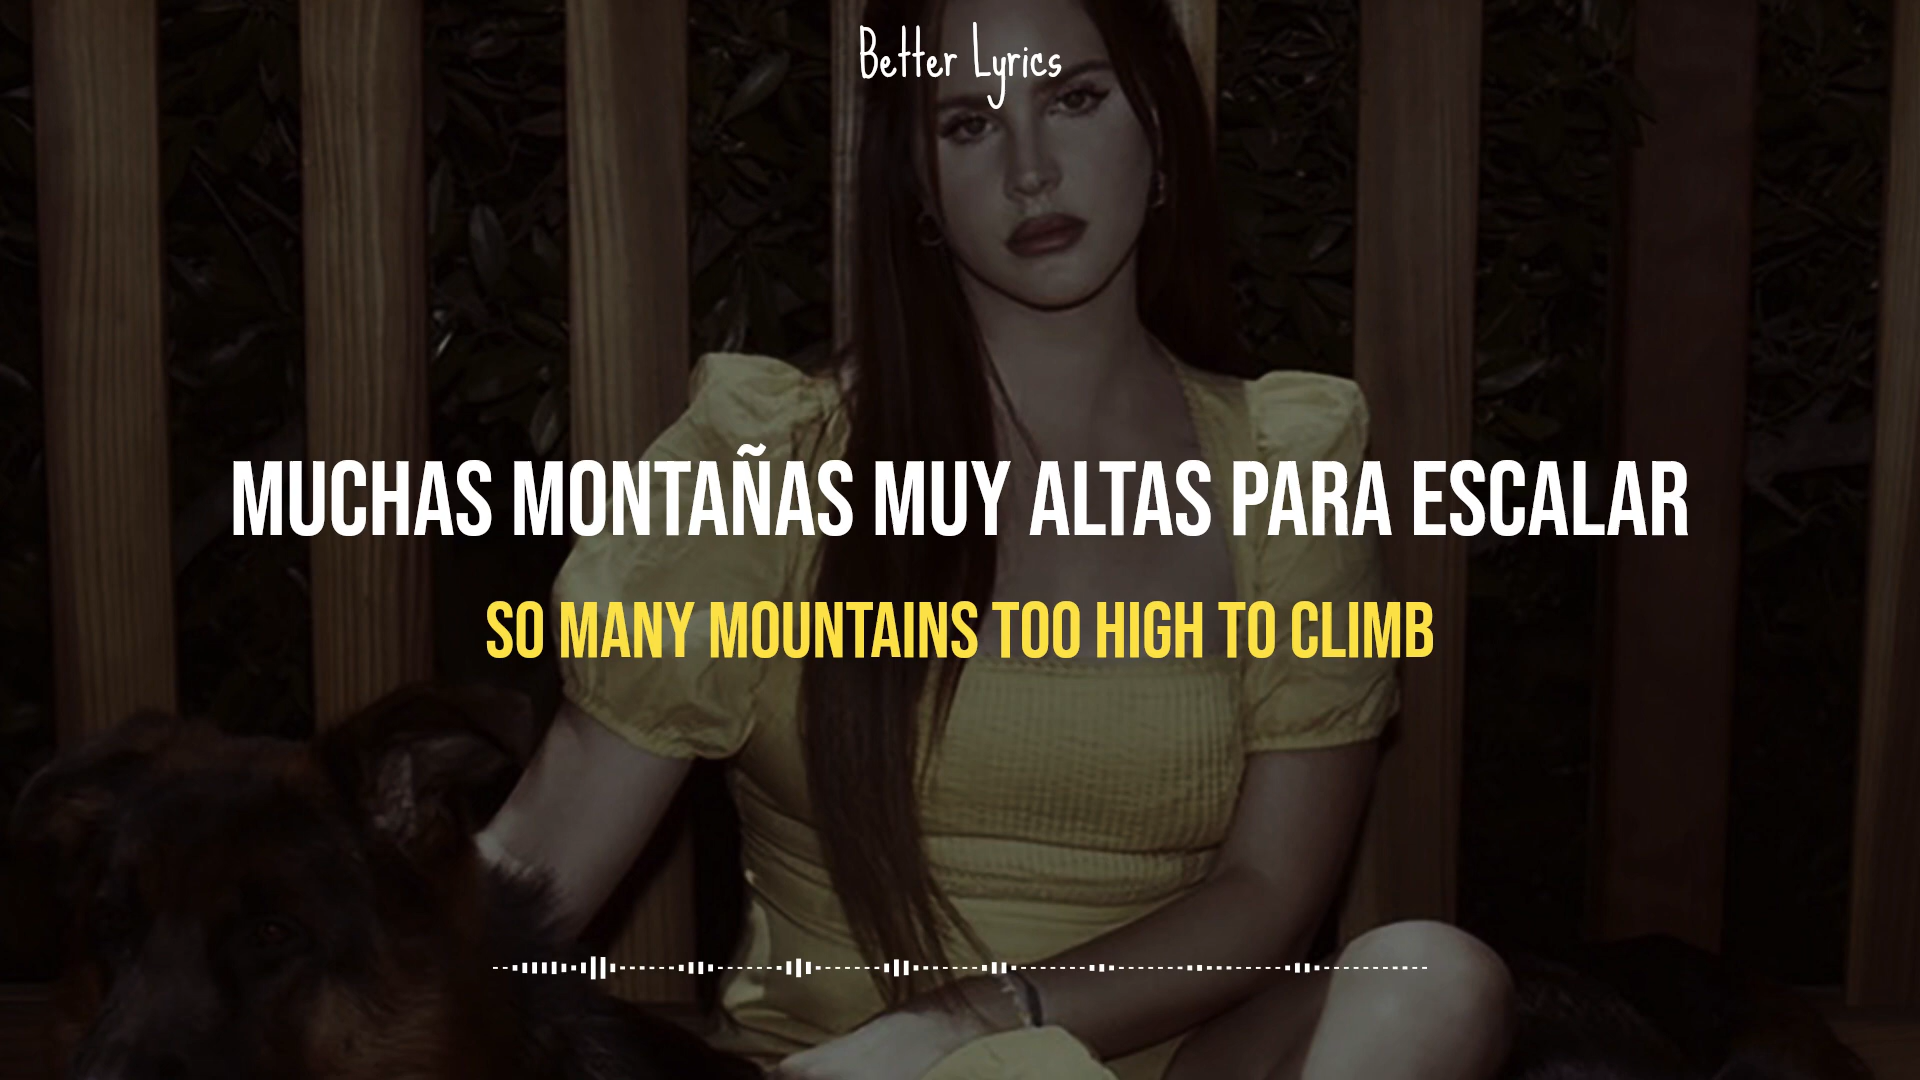 Better Lyrics
MUCHAS MONTAÑAS MUY ALTAS PARA ESCALAR
SO MANY MOUNTAINS TOO HIGH TO CLIMB